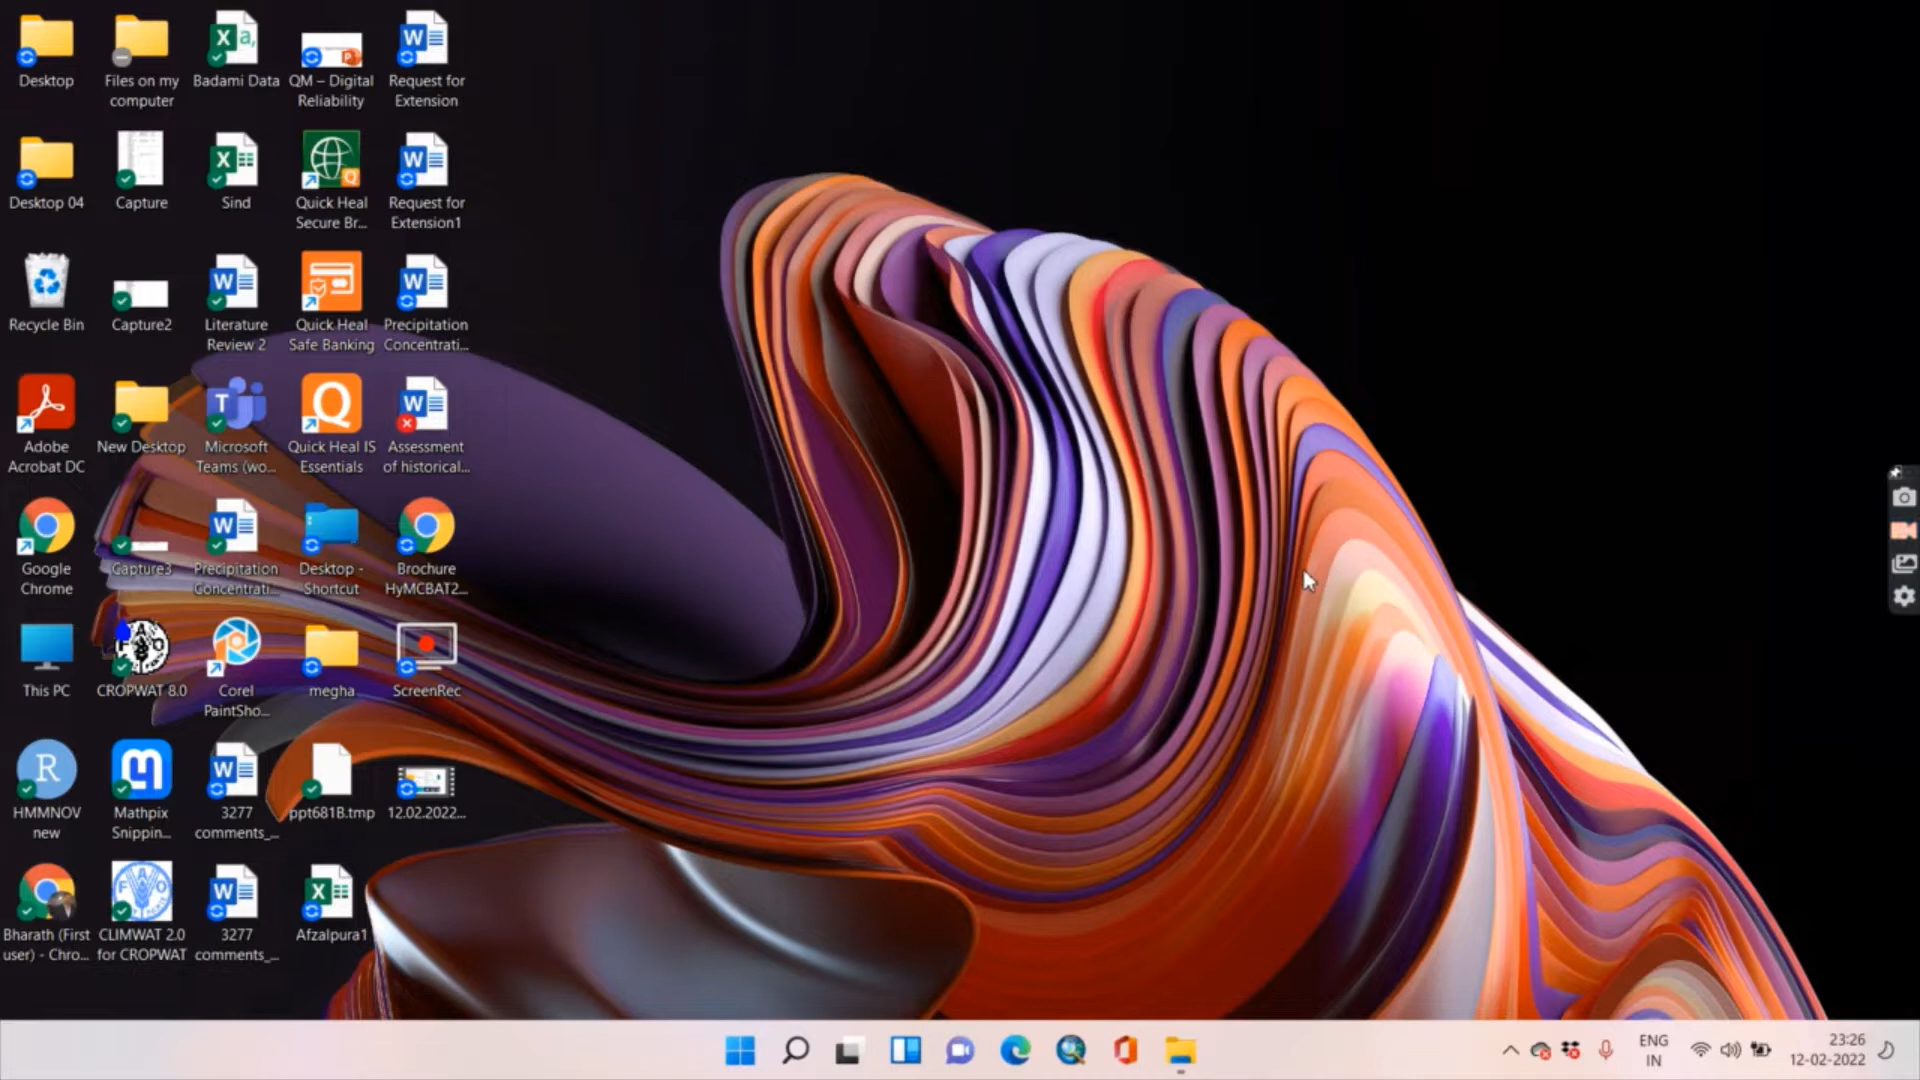 Desktop
Files on my
computer
Badami Data
QM – Digital
Reliability
Request for
Extension
Desktop 04
Capture
Sind
Quick Heal
Secure Br...
Request for
Extension1
Recycle Bin
Capture2
Literature
Review 2
Quick Heal
Safe Banking
Precipitation
Concentrati...
Adobe
Acrobat DC
New Desktop
Microsoft
Teams (wo...
Quick Heal IS
Essentials
Assessment
of historical...
Google
Chrome
Capture3
Precipitation
Concentrati...
Desktop -
Shortcut
Brochure
HyMCBAT2...
This PC
CROPWAT 8.0
Corel
PaintSho...
megha
ScreenRec
HMMNOV
new
Mathpix
Snippin...
3277
comments_...
ppt681B.tmp
12.02.2022...
Bharath (First
user) - Chro...
CLIMWAT 2.0
for CROPWAT
3277
comments_...
Afzalpura1
ENG
IN
23:26
12-02-2022